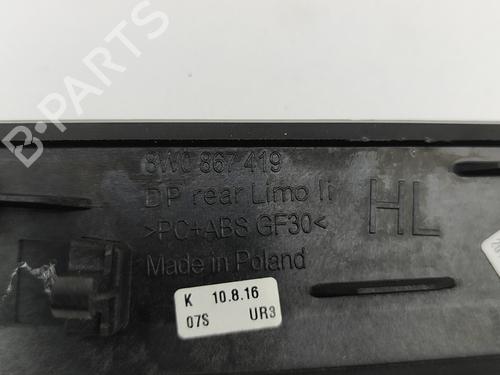 8W0 867 419
DP rear Limo li
>PC+ABS GF30<
HL
Made in Poland
K 10.8.16
07S UR3
B-PARTS